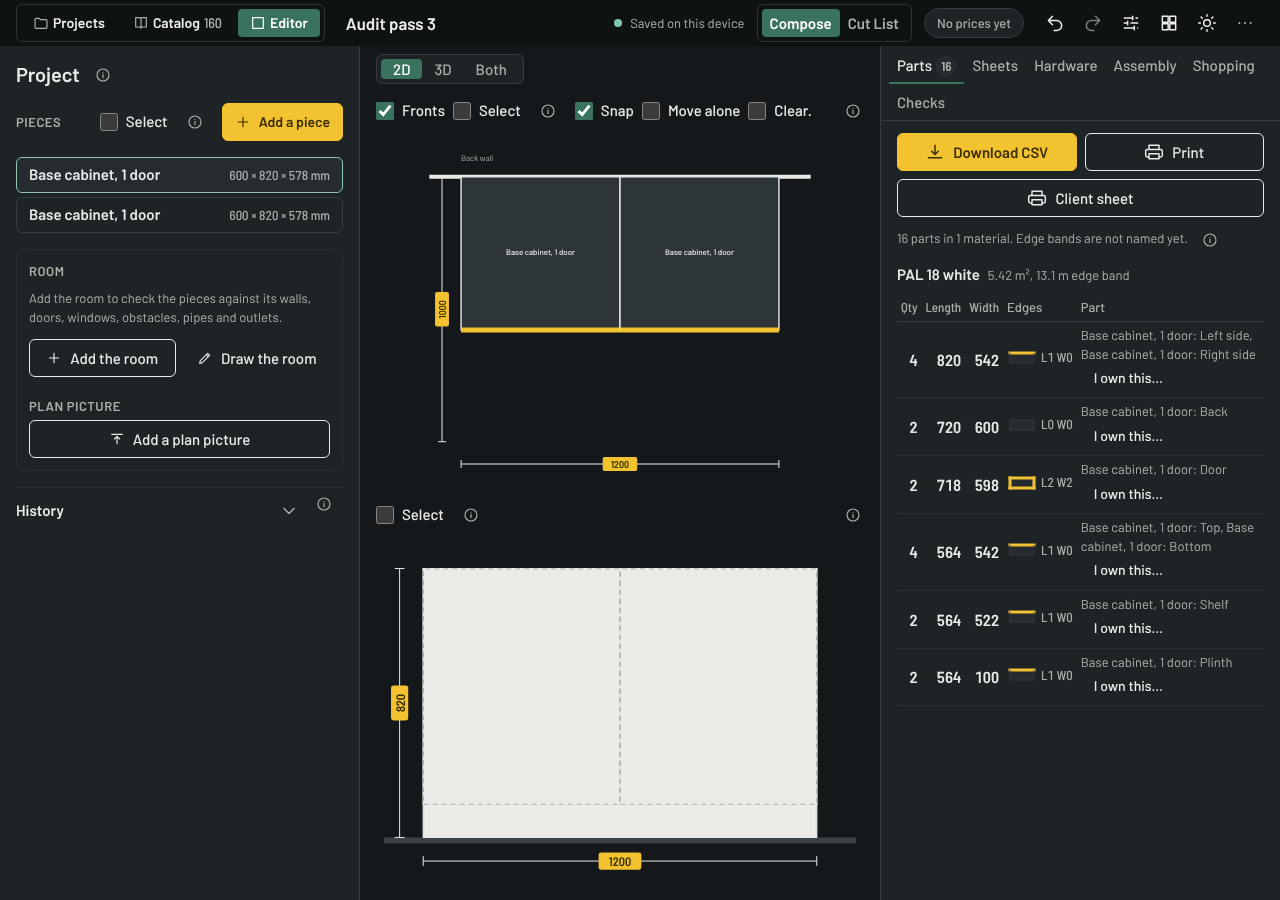 Projects
Catalog 160
Editor
Audit pass 3
Saved on this device
Compose
Cut List
No prices yet
Project
PIECES
Select
Add a piece
Base cabinet, 1 door 600 × 820 × 578 mm
Base cabinet, 1 door 600 × 820 × 578 mm
ROOM
Add the room to check the pieces against its walls,
doors, windows, obstacles, pipes and outlets.
Add the room
Draw the room
PLAN PICTURE
Add a plan picture
History
2D
3D
Both
Fronts
Select
Snap
Move alone
Clear.
Back wall
Base cabinet, 1 door
Base cabinet, 1 door
1000
1200
Select
820
1200
Parts 16
Sheets
Hardware
Assembly
Shopping
Checks
Download CSV
Print
Client sheet
16 parts in 1 material. Edge bands are not named yet.
PAL 18 white 5.42 m², 13.1 m edge band
Qty Length Width Edges Part
4 820 542 L1 W0 Base cabinet, 1 door: Left side,
Base cabinet, 1 door: Right side
I own this...
2 720 600 L0 W0 Base cabinet, 1 door: Back
I own this...
2 718 598 L2 W2 Base cabinet, 1 door: Door
I own this...
4 564 542 L1 W0 Base cabinet, 1 door: Top, Base
cabinet, 1 door: Bottom
I own this...
2 564 522 L1 W0 Base cabinet, 1 door: Shelf
I own this...
2 564 100 L1 W0 Base cabinet, 1 door: Plinth
I own this...